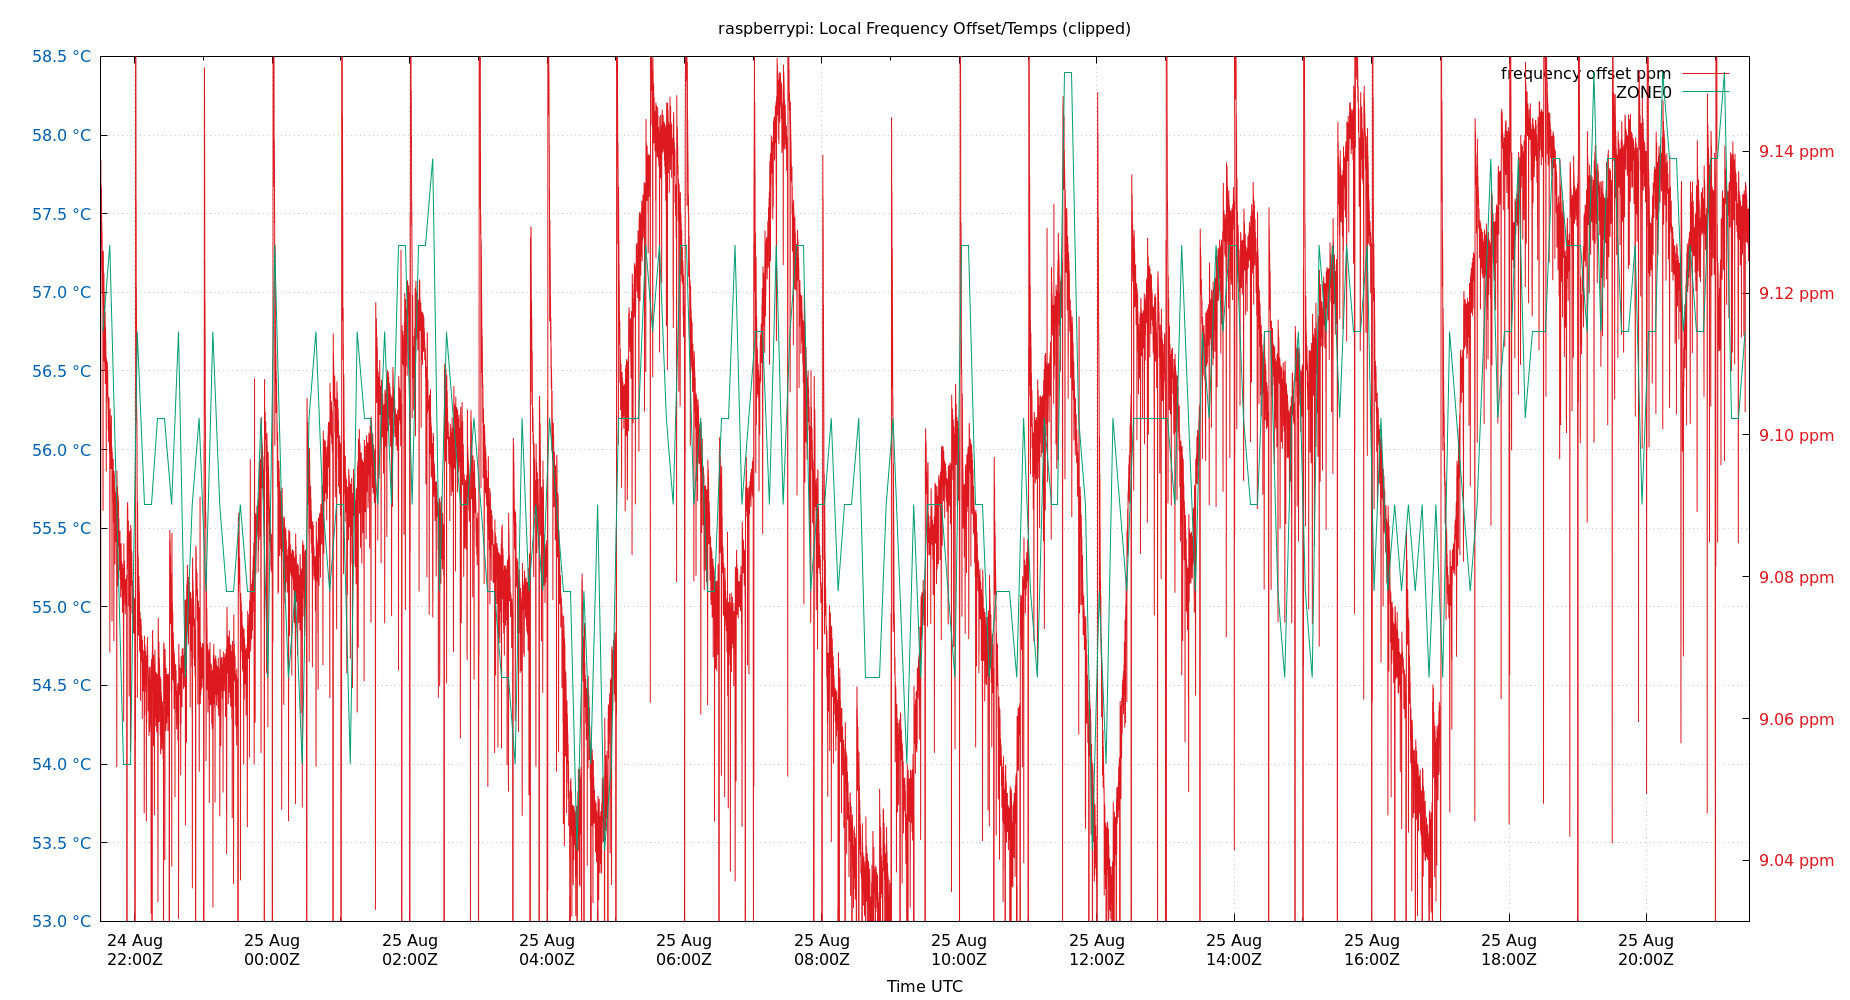 raspberrypi: Local Frequency Offset/Temps (clipped)
58.5 °C
58.0 °C
57.5 °C
57.0 °C
56.5 °C
56.0 °C
55.5 °C
55.0 °C
54.5 °C
54.0 °C
53.5 °C
53.0 °C
frequency offset ppm
ZONE0
9.14 ppm
9.12 ppm
9.10 ppm
9.08 ppm
9.06 ppm
9.04 ppm
24 Aug
22:00Z
25 Aug
00:00Z
25 Aug
02:00Z
25 Aug
04:00Z
25 Aug
06:00Z
25 Aug
08:00Z
25 Aug
10:00Z
25 Aug
12:00Z
25 Aug
14:00Z
25 Aug
16:00Z
25 Aug
18:00Z
25 Aug
20:00Z
Time UTC